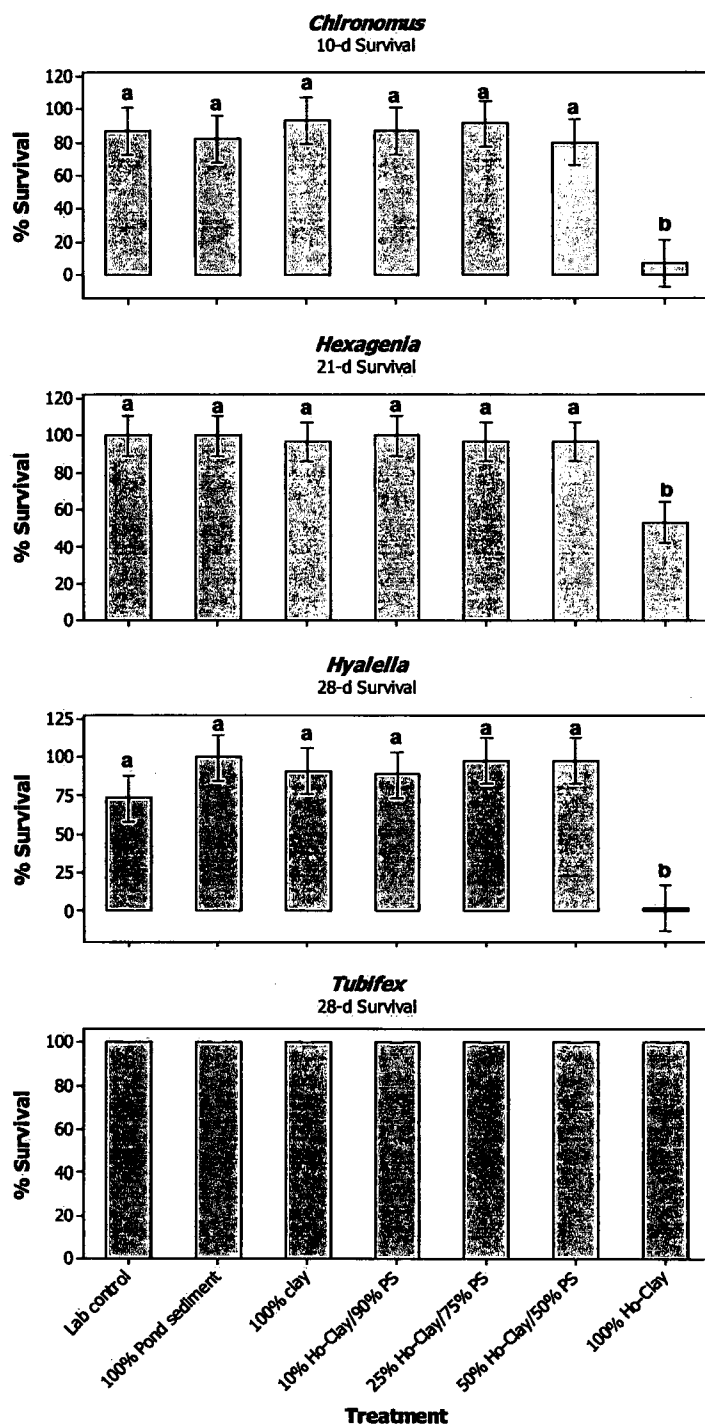 Chironomus
10-d Survival
% Survival
120
100
80
60
40
20
0
a
a
a
a
a
a
b
Hexagenia
21-d Survival
% Survival
120
100
80
60
40
20
0
a
a
a
a
a
a
b
Hyalella
28-d Survival
% Survival
125
100
75
50
25
0
a
a
a
a
a
a
b
Tubifex
28-d Survival
% Survival
100
80
60
40
20
0
Lab control
100% Pond sediment
100% clay
10% Ho-Clay/90% PS
25% Ho-Clay/75% PS
50% Ho-Clay/50% PS
100% Ho-Clay
Treatment